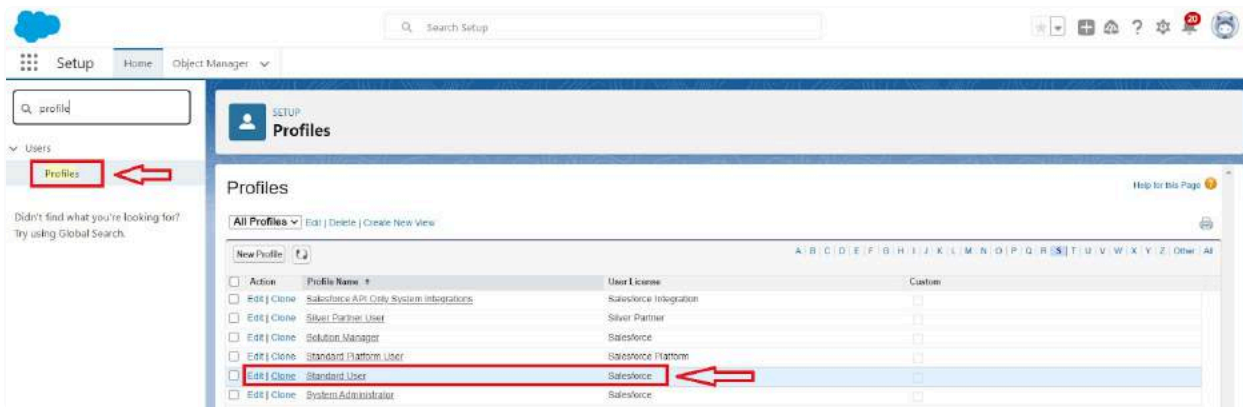 Search Setup
20
Setup Home Object Manager
profile
Users
Profiles
Didn't find what you're looking for?
Try using Global Search.
SETUP
Profiles
Profiles
Help for this Page
All Profiles Edit | Delete | Create New View
New Profile
A | B | C | D | E | F | G | H | I | J | K | L | M | N | O | P | Q | R | S | T | U | V | W | X | Y | Z | Other | All
Action Profile Name User License Custom
Edit | Clone Salesforce API Only System Integrations Salesforce Integration
Edit | Clone Silver Partner User Silver Partner
Edit | Clone Solution Manager Salesforce
Edit | Clone Standard Platform User Salesforce Platform
Edit | Clone Standard User Salesforce
Edit | Clone System Administrator Salesforce